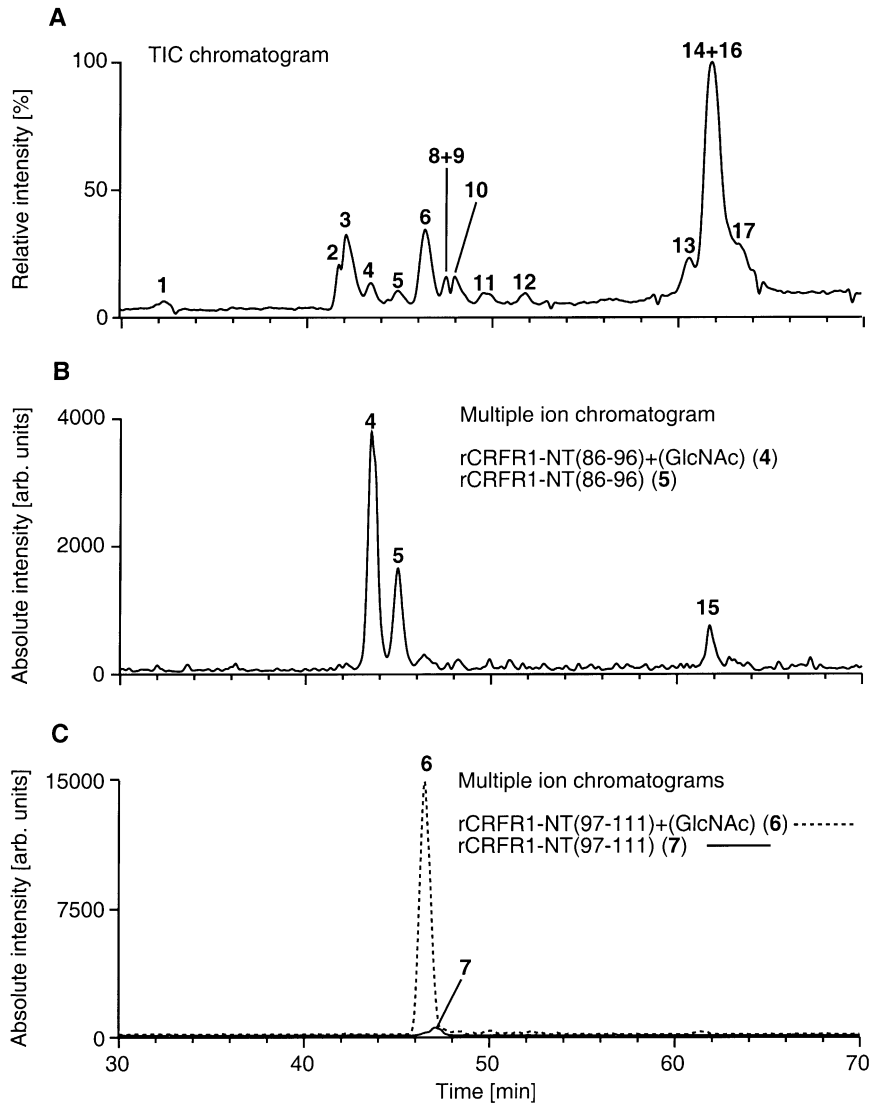 A
TIC chromatogram
Relative intensity [%]
100
50
0
1
2
3
4
5
6
8+9
10
11
12
13
14+16
17
B
Multiple ion chromatogram
rCRFR1-NT(86-96)+(GlcNAc) (4)
rCRFR1-NT(86-96) (5)
Absolute intensity [arb. units]
4000
2000
0
4
5
15
C
Multiple ion chromatograms
rCRFR1-NT(97-111)+(GlcNAc) (6)
rCRFR1-NT(97-111) (7)
Absolute intensity [arb. units]
15000
7500
0
6
7
30 40 50 60 70
Time [min]